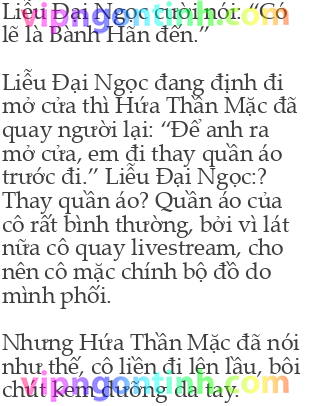 Liễu Đại Ngọc cười nói: “Có
lẽ là Bành Hân đến.”
Liễu Đại Ngọc đang định đi
mở cửa thì Hứa Thần Mặc đã
quay người lại: “Để anh ra
mở cửa, em đi thay quần áo
trước đi.” Liễu Đại Ngọc:?
Thay quần áo? Quần áo của
cô rất bình thường, bởi vì lát
nữa cô quay livestream, cho
nên cô mặc chính bộ đồ do
mình phối.
Nhưng Hứa Thần Mặc đã nói
như thế, cô liền đi lên lầu, bôi
chút kem dưỡng da tay.
vipngontinh.com
vipngontinh.com